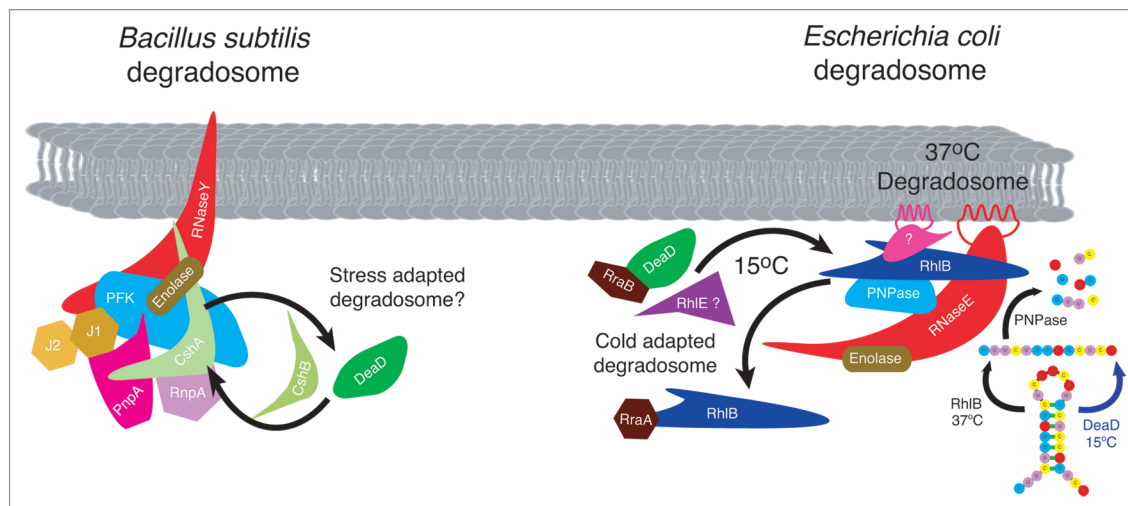 Bacillus subtilis
degradosome
RNaseY
Enolase
PFK
J2
J1
CshA
PnpA
RnpA
Stress adapted
degradosome?
CshB
DeaD
Escherichia coli
degradosome
37ºC
Degradosome
?
RhlB
PNPase
RNaseE
Enolase
RraB
DeaD
RhlE ?
15ºC
Cold adapted
degradosome
RraA
RhlB
PNPase
RhlB
37ºC
DeaD
15ºC